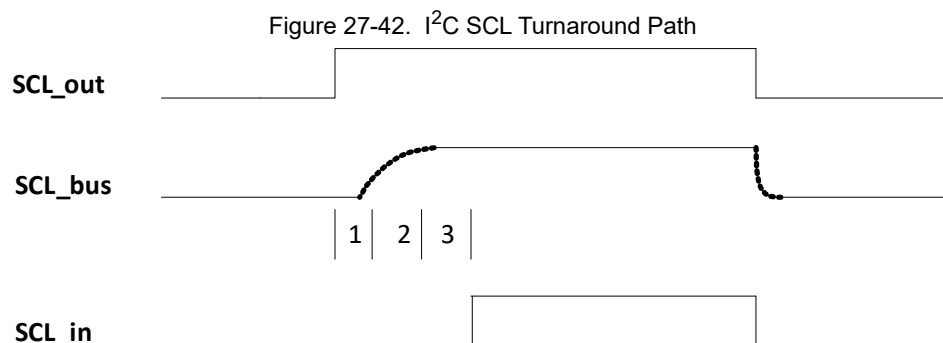 Figure 27-42. I²C SCL Turnaround Path
SCL_out
SCL_bus
1 2 3
SCL_in